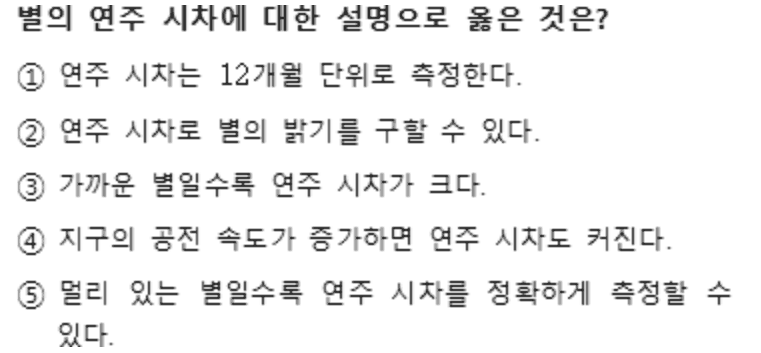 별의 연주 시차에 대한 설명으로 옳은 것은?
① 연주 시차는 12개월 단위로 측정한다.
② 연주 시차로 별의 밝기를 구할 수 있다.
③ 가까운 별일수록 연주 시차가 크다.
④ 지구의 공전 속도가 증가하면 연주 시차도 커진다.
⑤ 멀리 있는 별일수록 연주 시차를 정확하게 측정할 수
있다.